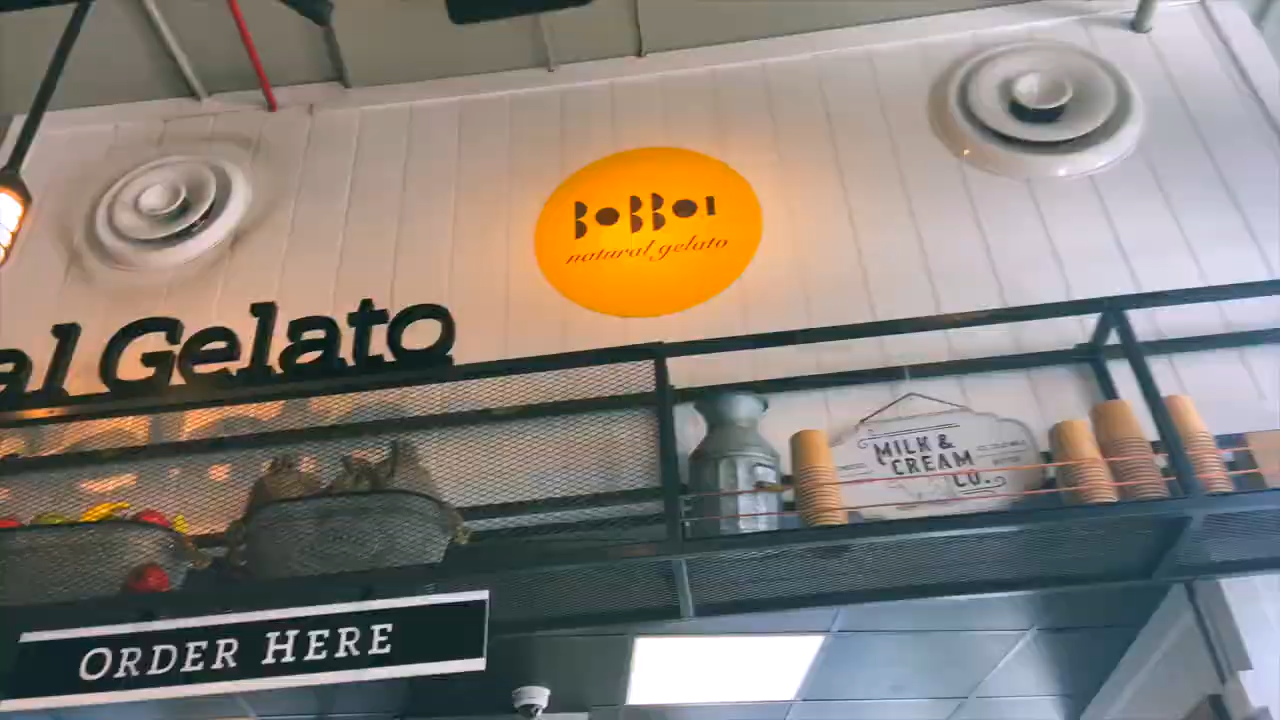 BOBBOI
natural gelato
al Gelato
MILK &
CREAM
CO.
ORDER HERE